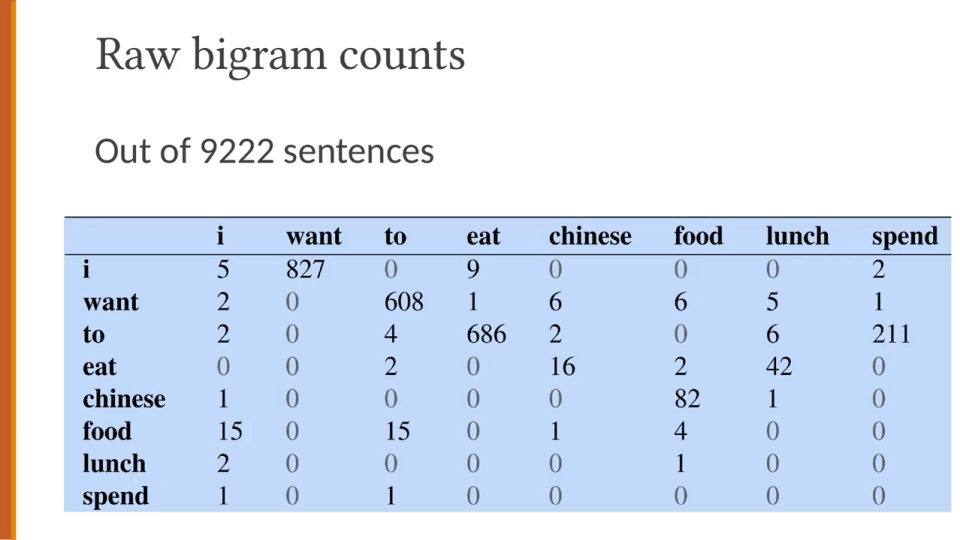 Raw bigram counts
Out of 9222 sentences
i want to eat chinese food lunch spend
i 5 827 0 9 0 0 0 2
want 2 0 608 1 6 6 5 1
to 2 0 4 686 2 0 6 211
eat 0 0 2 0 16 2 42 0
chinese 1 0 0 0 0 82 1 0
food 15 0 15 0 1 4 0 0
lunch 2 0 0 0 0 1 0 0
spend 1 0 1 0 0 0 0 0